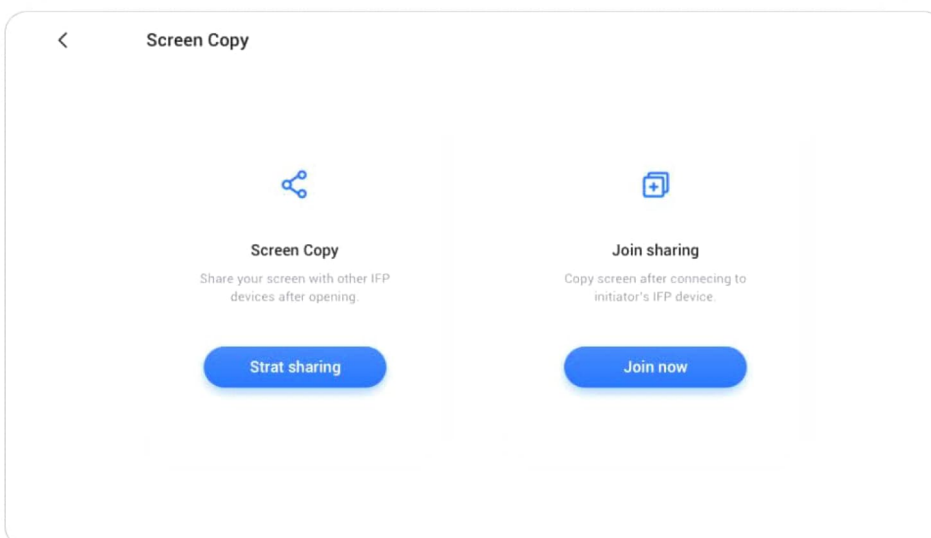 Screen Copy
Screen Copy
Share your screen with other IFP
devices after opening.
Strat sharing
Join sharing
Copy screen after connecing to
initiator's IFP device.
Join now